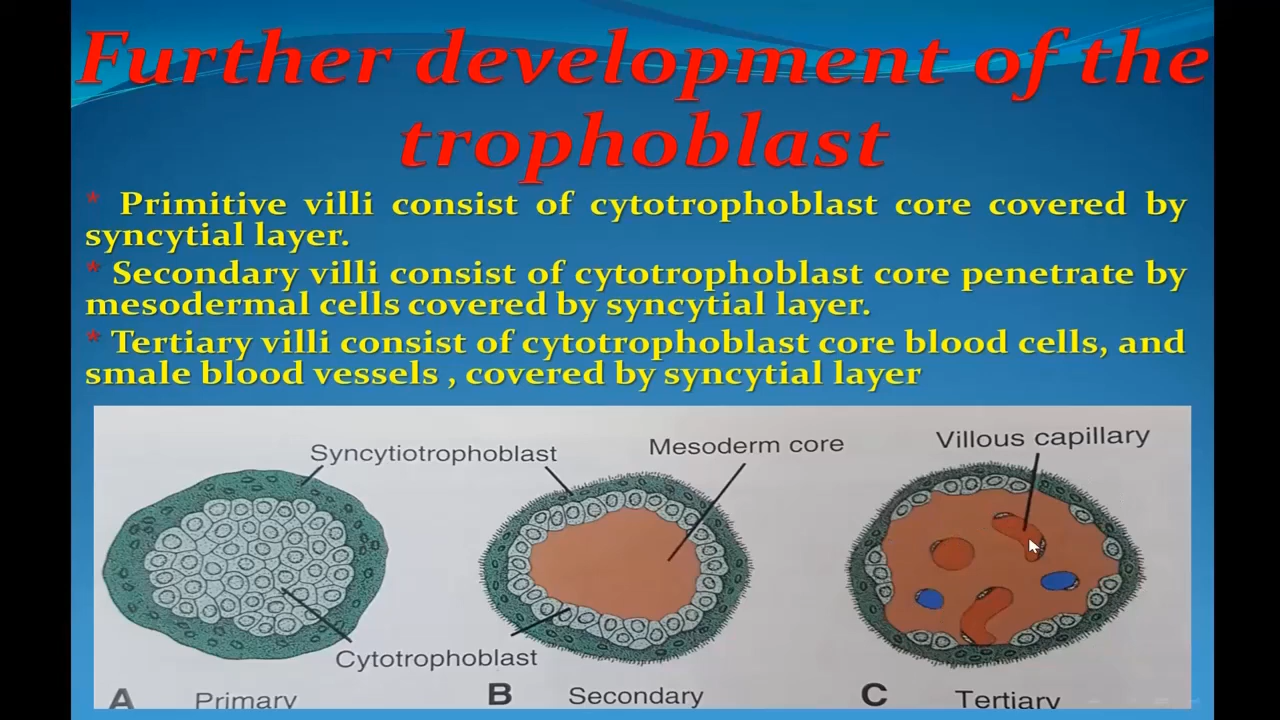 Further development of the
trophoblast
* Primitive villi consist of cytotrophoblast core covered by
syncytial layer.
* Secondary villi consist of cytotrophoblast core penetrate by
mesodermal cells covered by syncytial layer.
* Tertiary villi consist of cytotrophoblast core blood cells, and
smale blood vessels , covered by syncytial layer
Syncytiotrophoblast
Mesoderm core
Villous capillary
Cytotrophoblast
A Primary
B Secondary
C Tertiary